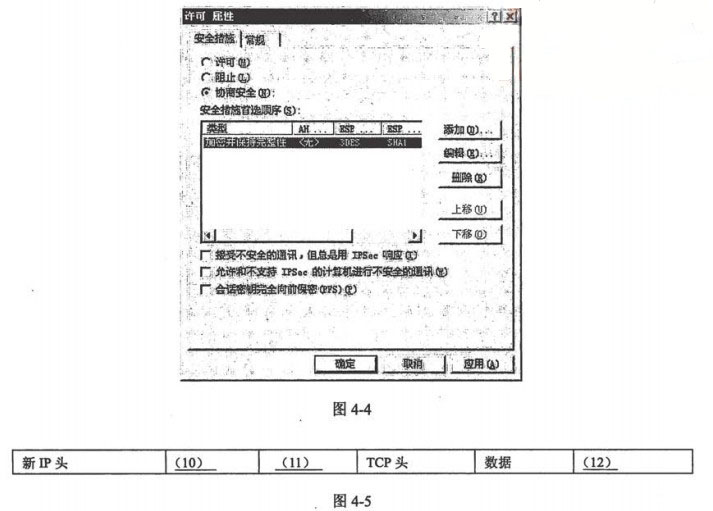 许可 属性
安全措施 常规
许可(M)
阻止(L)
协商安全(N):
安全措施首选顺序(S):
类型 AH ... ESP ... ESP ...
加密并保持完整性 <无> 3DES SHA1
添加(D)...
编辑(E)...
删除(R)
上移(U)
下移(O)
接受不安全的通讯，但总是用 IPSec 响应(C)
允许和不支持 IPSec 的计算机进行不安全的通讯(W)
会话密钥完全向前保密(PFS)(P)
确定 取消 应用(A)
图 4-4
新 IP 头 （10） （11） TCP 头 数据 （12）
图 4-5